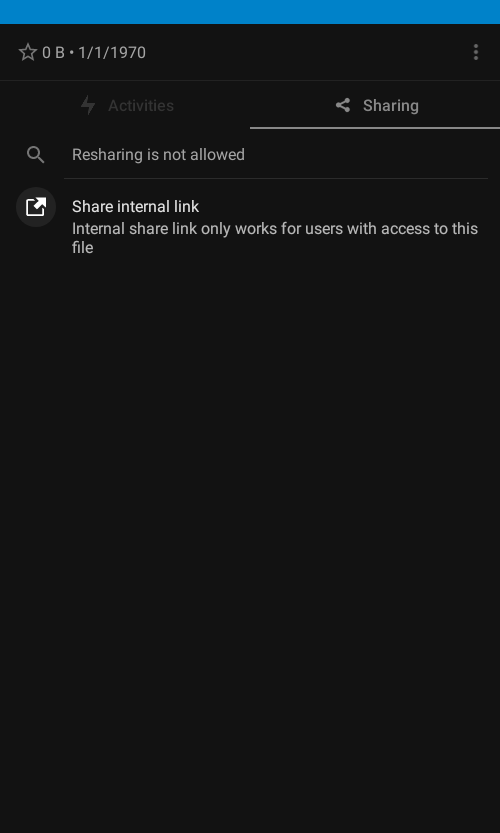 0 B • 1/1/1970
Activities
Sharing
Resharing is not allowed
Share internal link
Internal share link only works for users with access to this
file